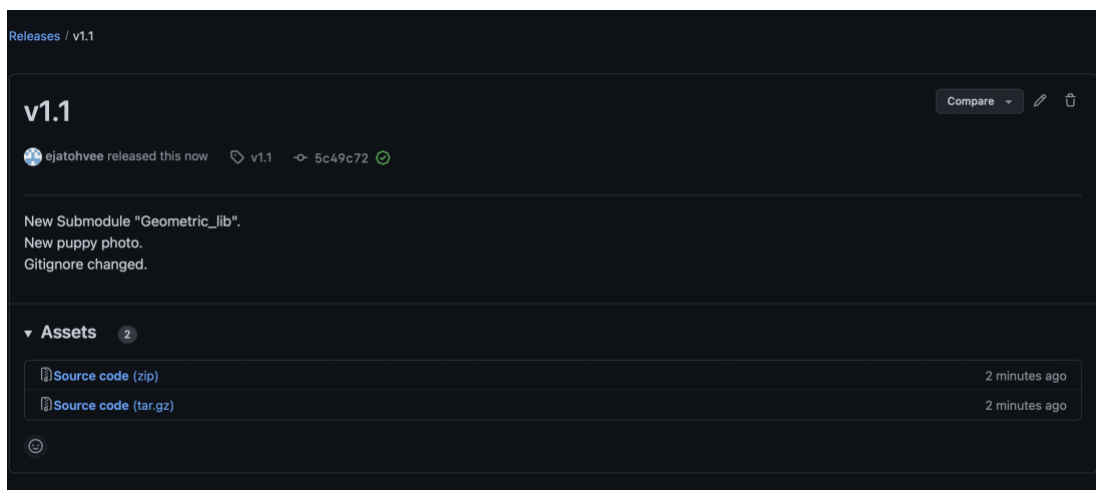 Releases / v1.1
v1.1
Compare
ejatohvee released this now v1.1 5c49c72
New Submodule "Geometric_lib".
New puppy photo.
Gitignore changed.
Assets 2
Source code (zip) 2 minutes ago
Source code (tar.gz) 2 minutes ago